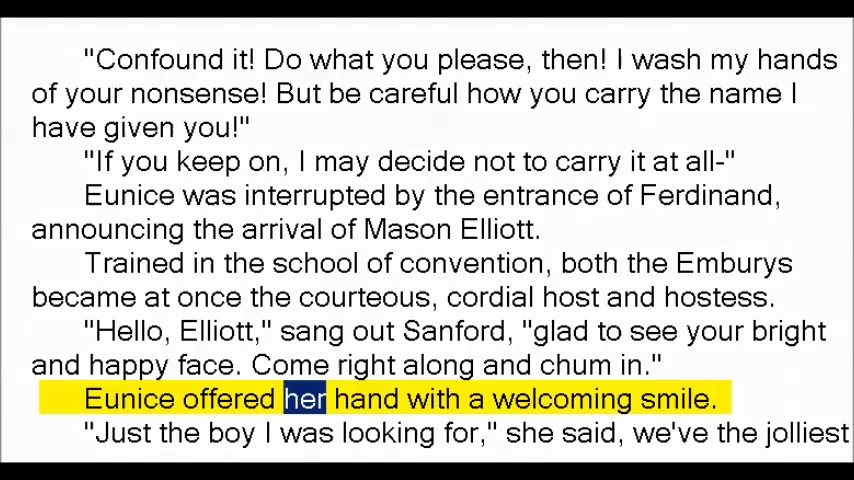 "Confound it! Do what you please, then! I wash my hands
of your nonsense! But be careful how you carry the name I
have given you!"
"If you keep on, I may decide not to carry it at all-"
Eunice was interrupted by the entrance of Ferdinand,
announcing the arrival of Mason Elliott.
Trained in the school of convention, both the Emburys
became at once the courteous, cordial host and hostess.
"Hello, Elliott," sang out Sanford, "glad to see your bright
and happy face. Come right along and chum in."
Eunice offered her hand with a welcoming smile.
"Just the boy I was looking for," she said, we've the jolliest